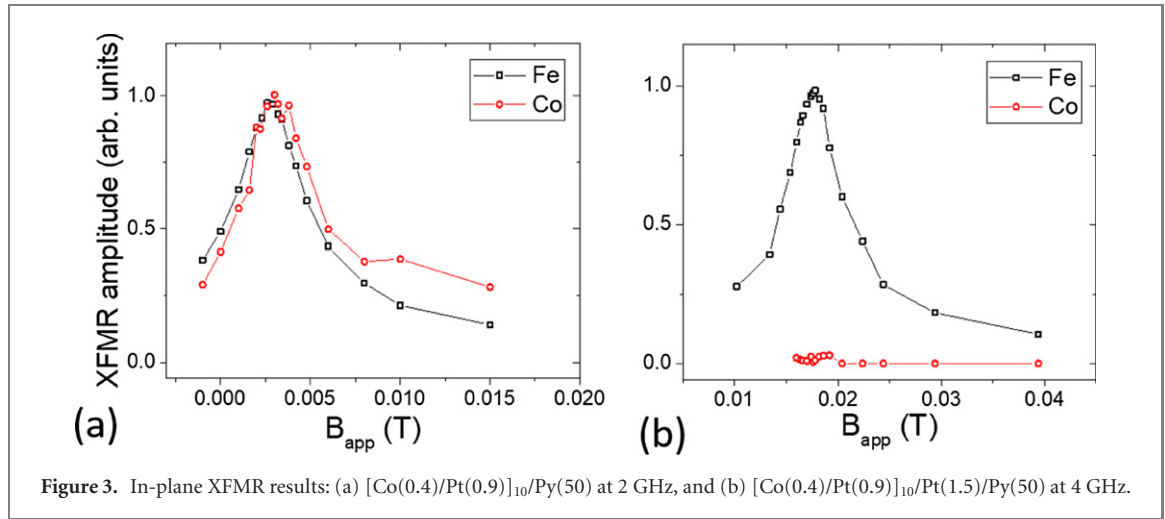 XFMR amplitude (arb. units)
1.0
0.5
0.0
Fe
Co
0.000 0.005 0.010 0.015 0.020
(a) B_app (T)
1.0
0.5
0.0
Fe
Co
0.01 0.02 0.03 0.04
(b) B_app (T)
Figure 3. In-plane XFMR results: (a) [Co(0.4)/Pt(0.9)]₁₀/Py(50) at 2 GHz, and (b) [Co(0.4)/Pt(0.9)]₁₀/Pt(1.5)/Py(50) at 4 GHz.